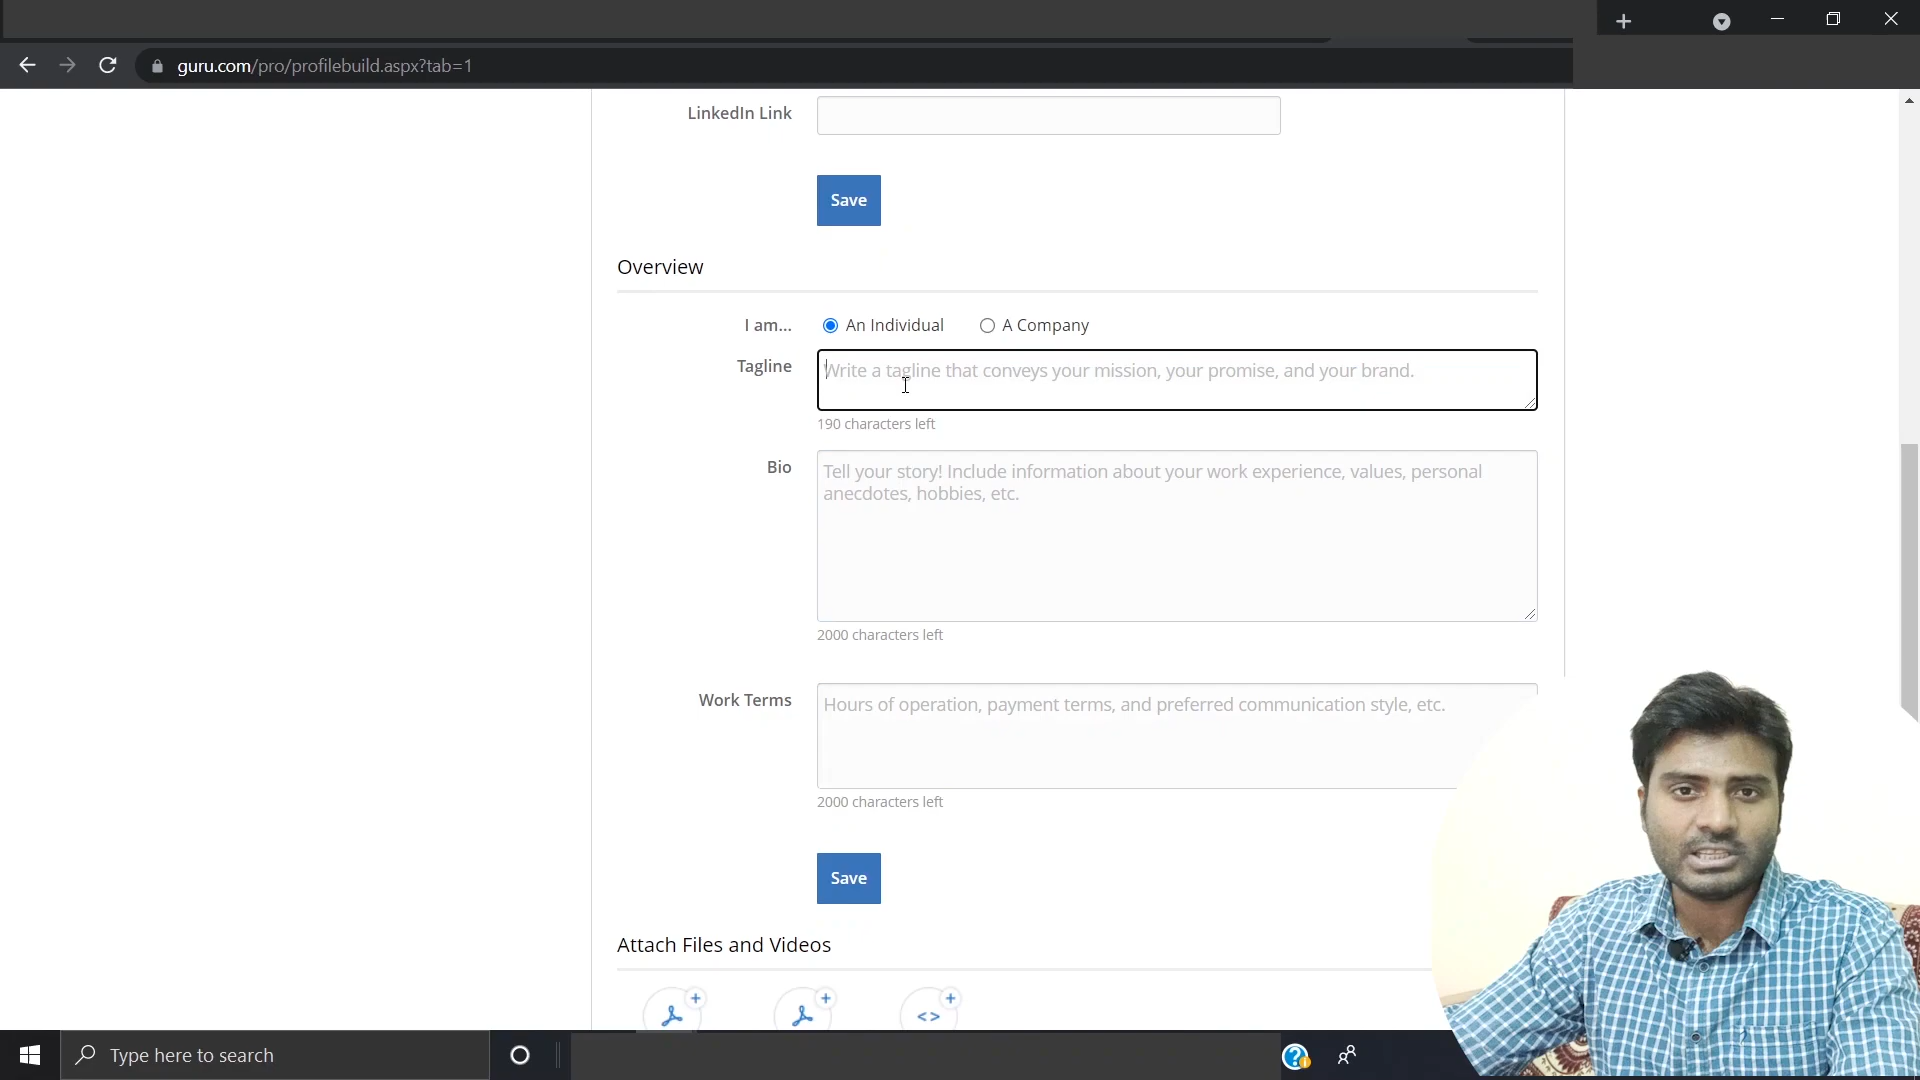 guru.com/pro/profilebuild.aspx?tab=1
LinkedIn Link
Save
Overview
I am...
An Individual
A Company
Tagline
Write a tagline that conveys your mission, your promise, and your brand.
190 characters left
Bio
Tell your story! Include information about your work experience, values, personal
anecdotes, hobbies, etc.
2000 characters left
Work Terms
Hours of operation, payment terms, and preferred communication style, etc.
2000 characters left
Save
Attach Files and Videos
Type here to search